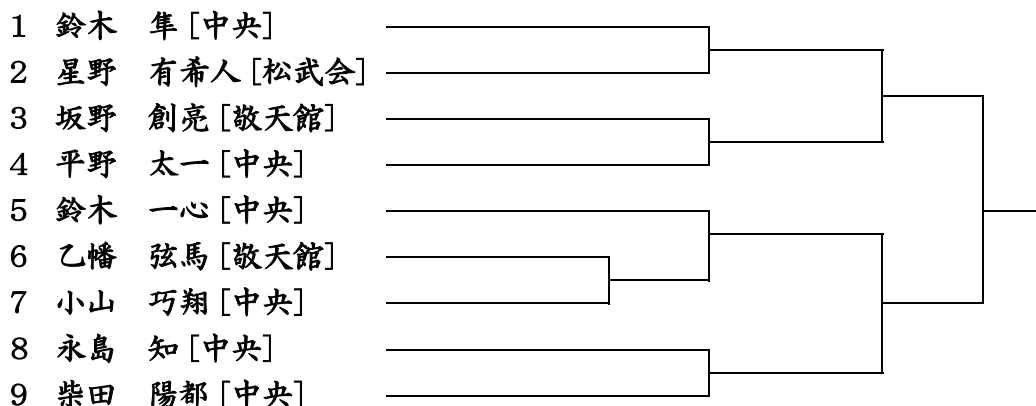 1 鈴木 隼 [中央]
2 星野 有希人 [松武会]
3 坂野 創亮 [敬天館]
4 平野 太一 [中央]
5 鈴木 一心 [中央]
6 乙幡 弦馬 [敬天館]
7 小山 巧翔 [中央]
8 永島 知 [中央]
9 柴田 陽都 [中央]